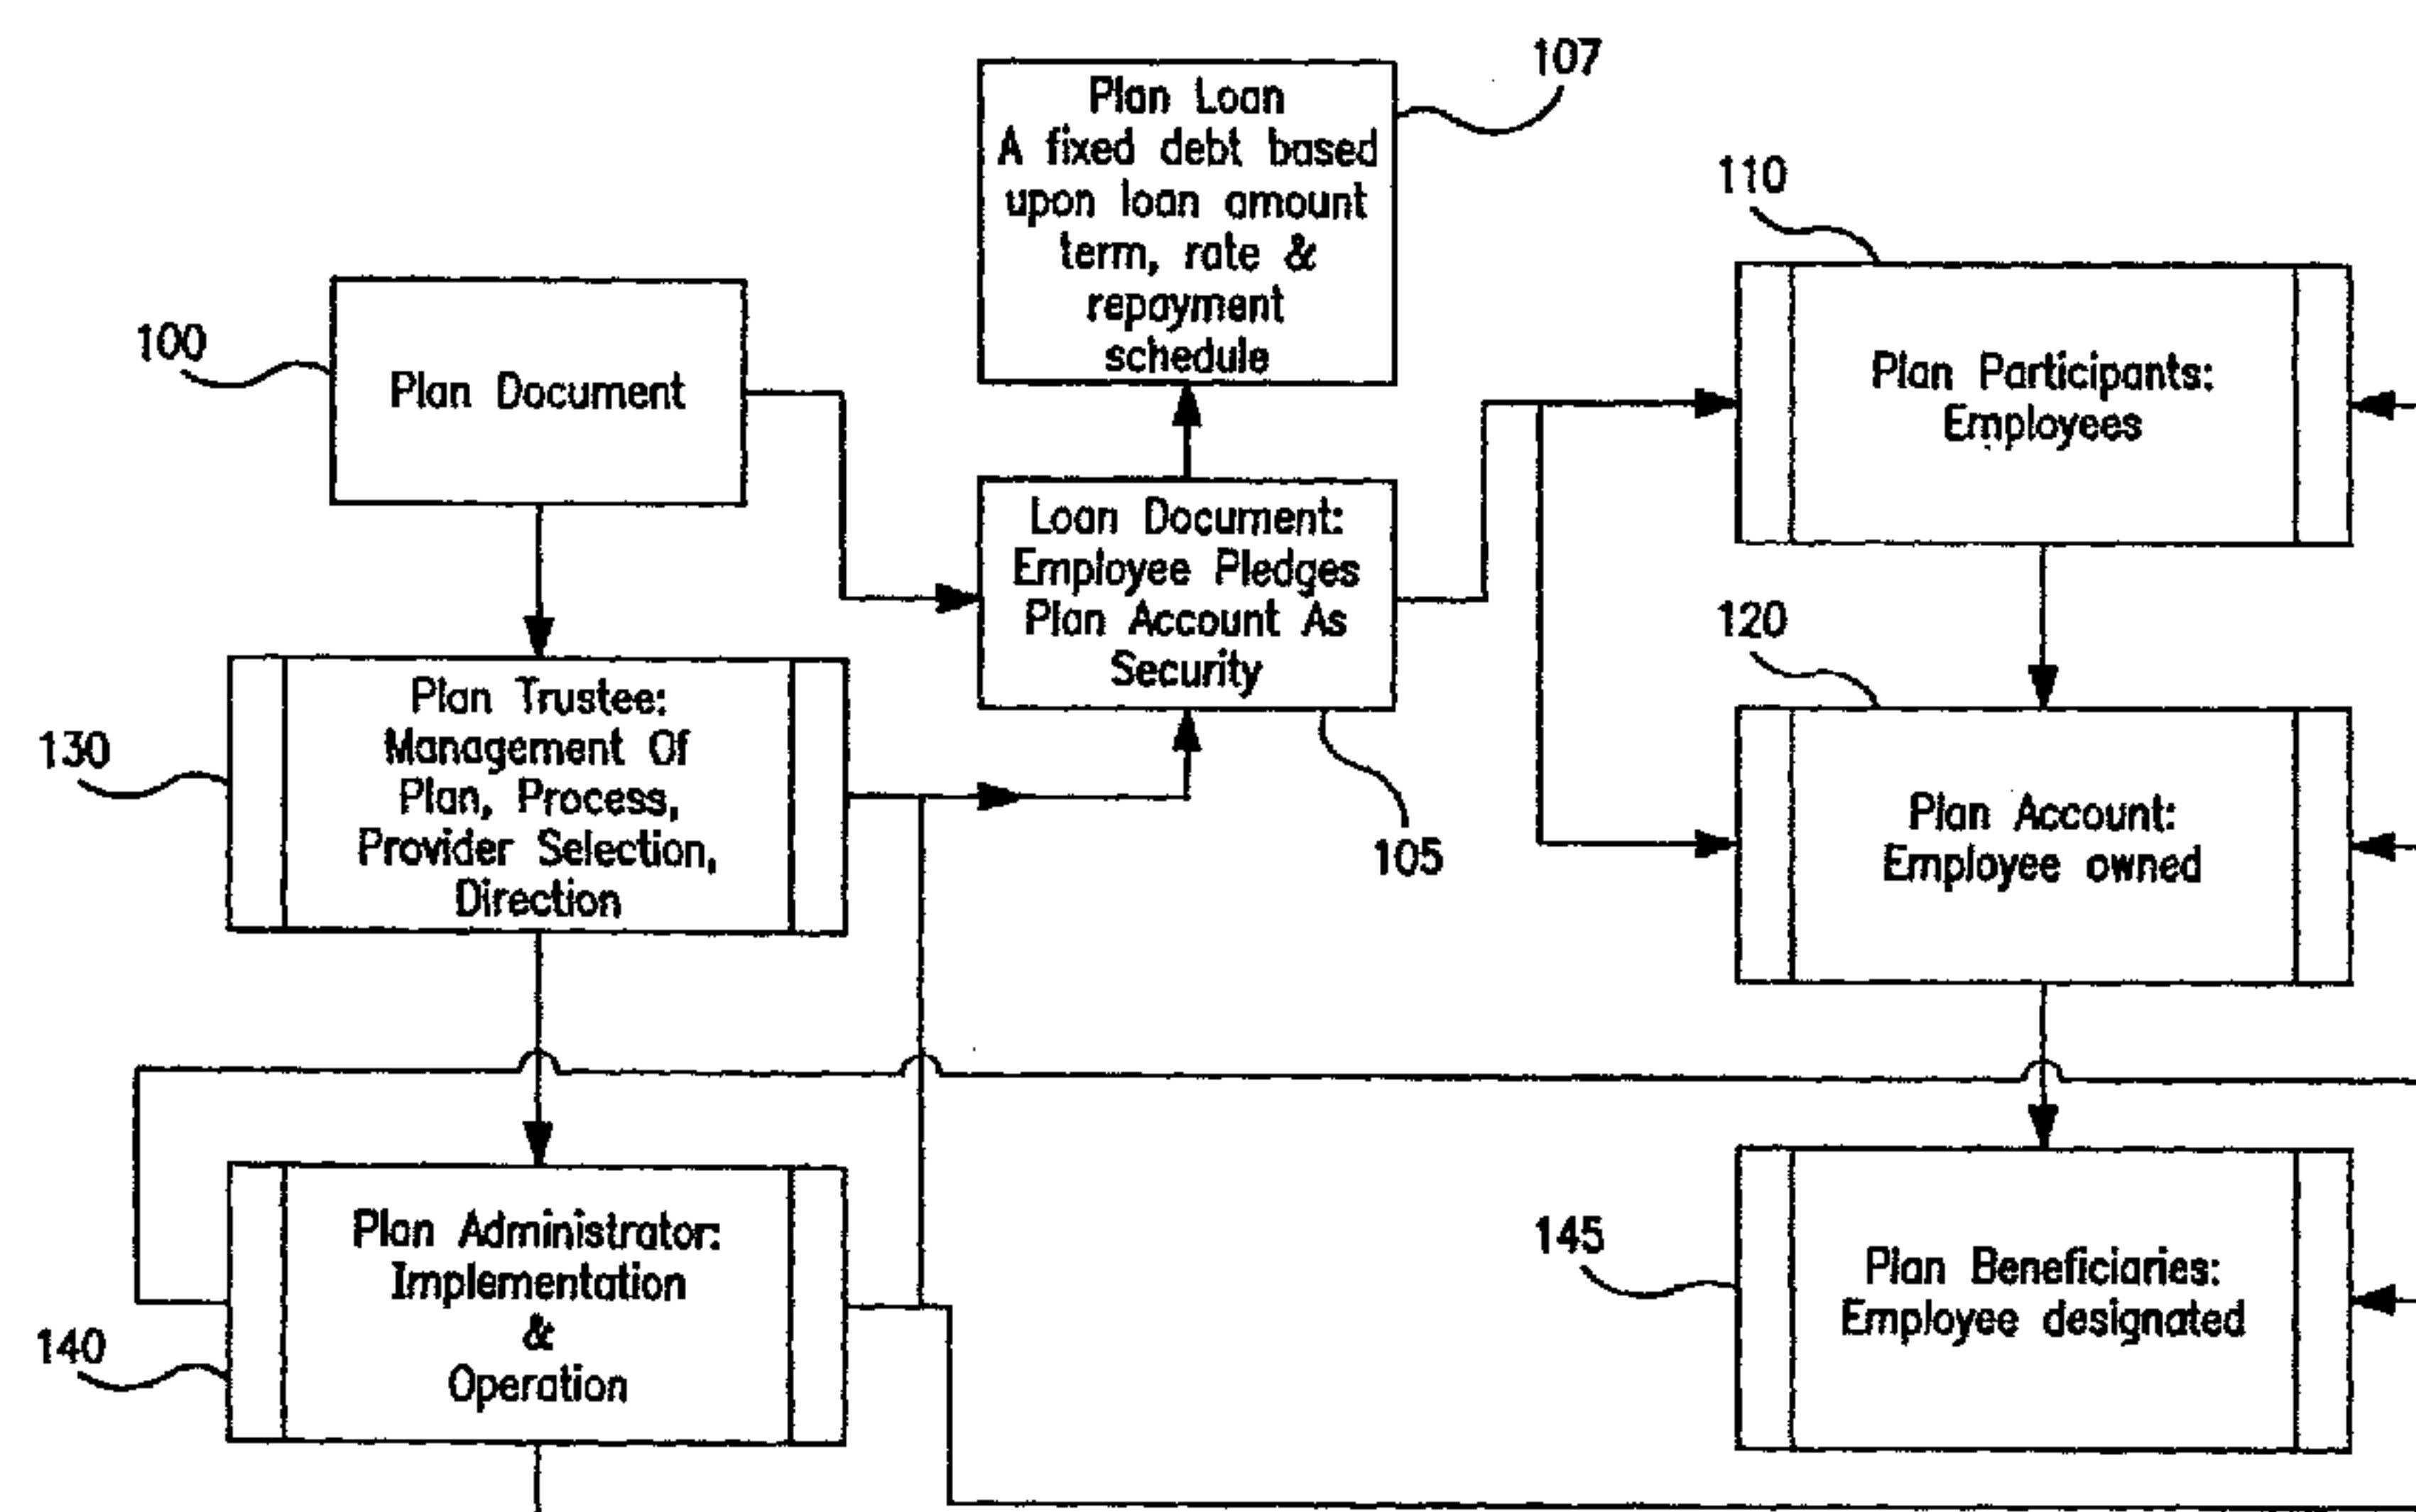 107
Plan Loan
A fixed debt based
upon loan amount
term, rate &
repayment
schedule
110
Plan Participants:
Employees
100
Plan Document
Loan Document:
Employee Pledges
Plan Account As
Security
105
120
Plan Account:
Employee owned
130
Plan Trustee:
Management Of
Plan, Process,
Provider Selection,
Direction
140
Plan Administrator:
Implementation
&
Operation
145
Plan Beneficiaries:
Employee designated